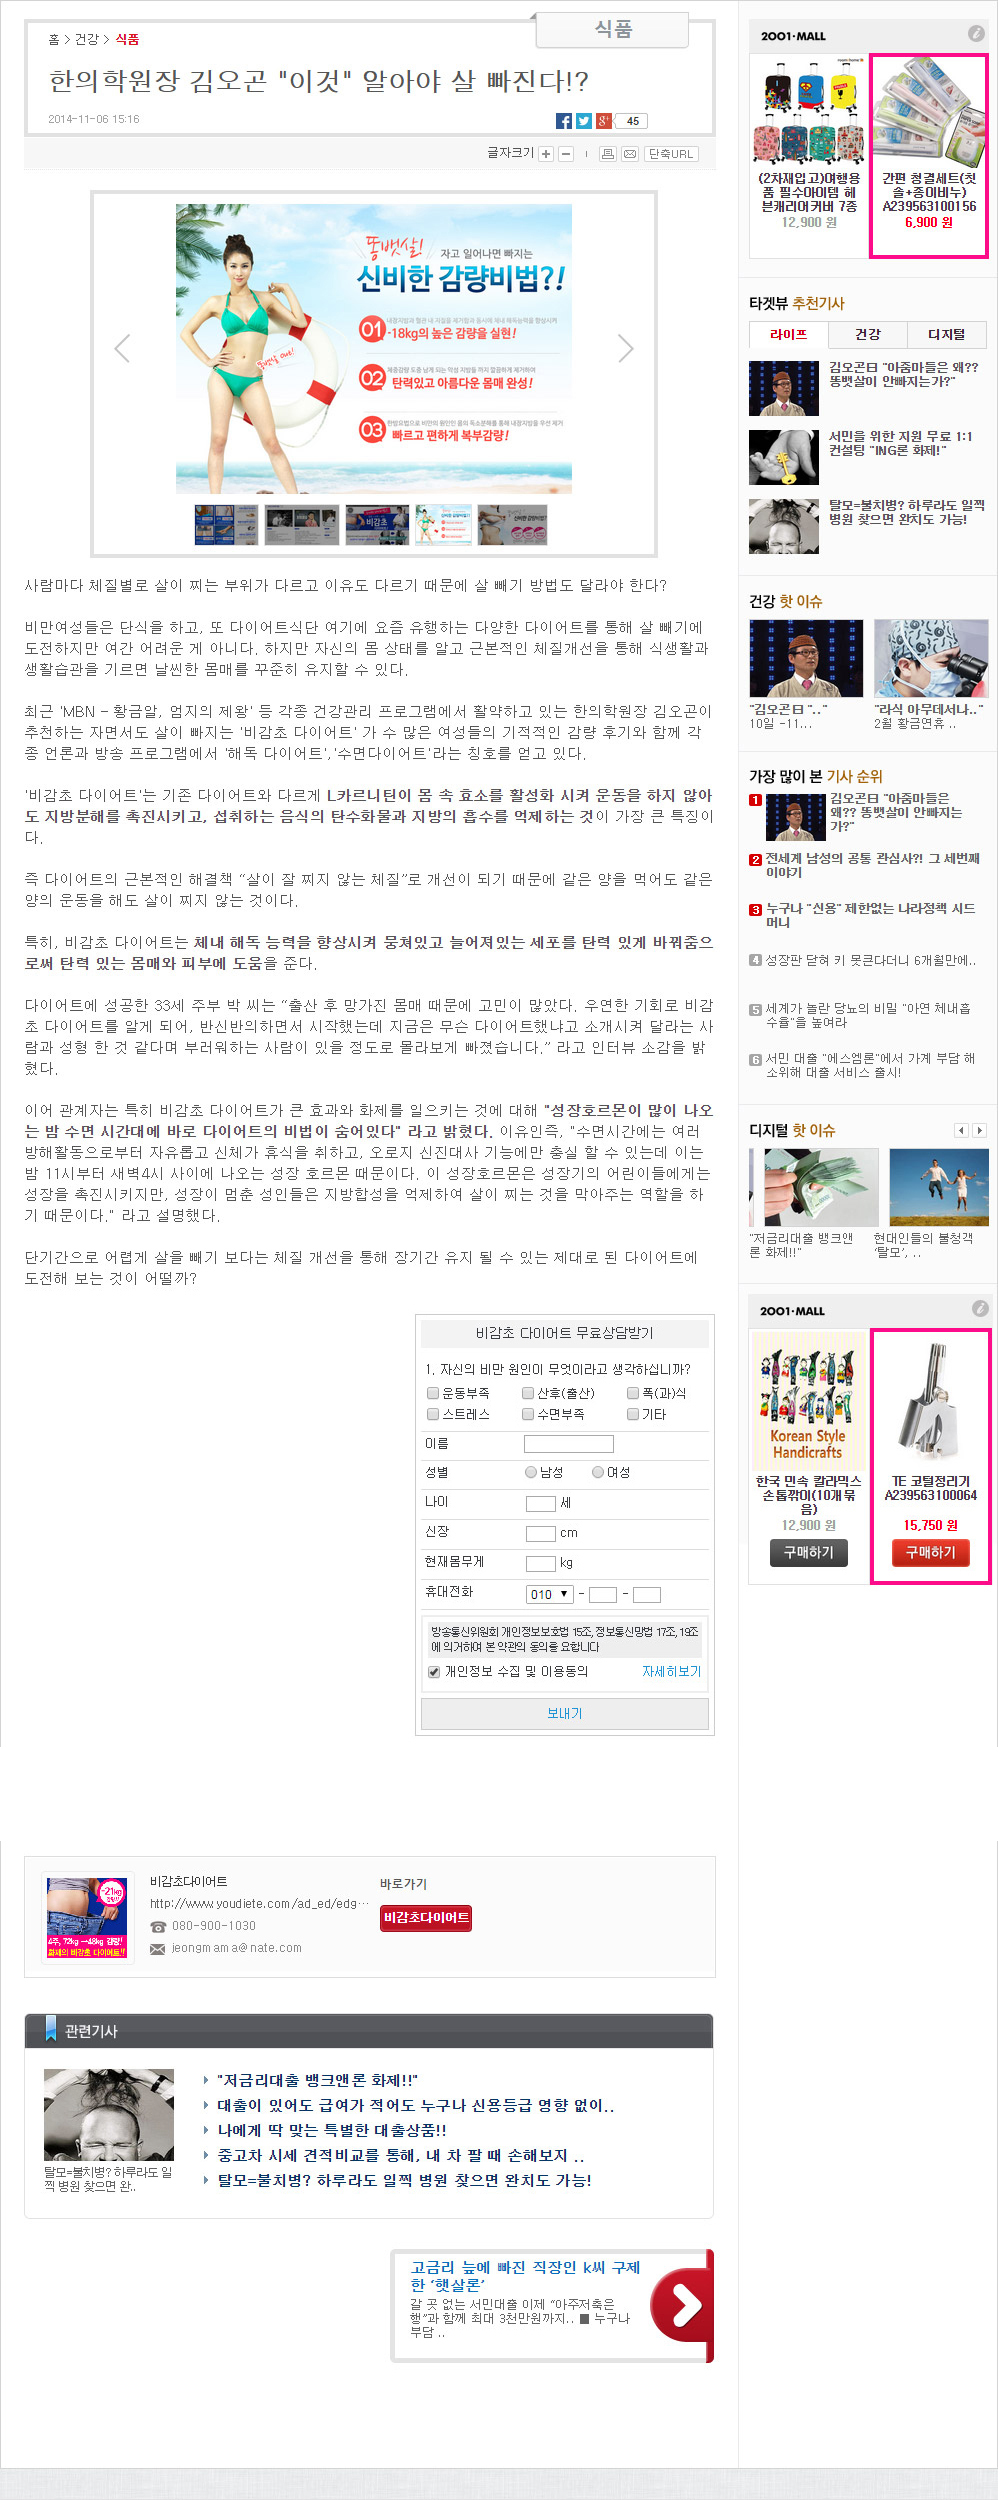 식품
홈 > 건강 > 식품
한의학원장 김오곤 "이것" 알아야 살 빠진다!?
2014-11-06 15:16
45
글자크기
단축URL
똥뱃살! 자고 일어나면 빠지는
신비한 감량비법?!
01
-18kg의 높은 감량을 실현!
02
탄력있고 아름다운 몸매 완성!
03
빠르고 편하게 복부감량!
똥뱃살 Out!
사람마다 체질별로 살이 찌는 부위가 다르고 이유도 다르기 때문에 살 빼기 방법도 달라야 한다?
비만여성들은 단식을 하고, 또 다이어트식단 여기에 요즘 유행하는 다양한 다이어트를 통해 살 빼기에
도전하지만 여간 어려운 게 아니다. 하지만 자신의 몸 상태를 알고 근본적인 체질개선을 통해 식생활과
생활습관을 기르면 날씬한 몸매를 꾸준히 유지할 수 있다.
최근 'MBN - 황금알, 엄지의 제왕' 등 각종 건강관리 프로그램에서 활약하고 있는 한의학원장 김오곤이
추천하는 자면서도 살이 빠지는 '비감초 다이어트' 가 수 많은 여성들의 기적적인 감량 후기와 함께 각
종 언론과 방송 프로그램에서 '해독 다이어트','수면다이어트'라는 칭호를 얻고 있다.
'비감초 다이어트'는 기존 다이어트와 다르게 L카르니틴이 몸 속 효소를 활성화 시켜 운동을 하지 않아
도 지방분해를 촉진시키고, 섭취하는 음식의 탄수화물과 지방의 흡수를 억제하는 것이 가장 큰 특징이
다.
즉 다이어트의 근본적인 해결책 “살이 잘 찌지 않는 체질”로 개선이 되기 때문에 같은 양을 먹어도 같은
양의 운동을 해도 살이 찌지 않는 것이다.
특히, 비감초 다이어트는 체내 해독 능력을 향상시켜 뭉쳐있고 늘어져있는 세포를 탄력 있게 바꿔줌으
로써 탄력 있는 몸매와 피부에 도움을 준다.
다이어트에 성공한 33세 주부 박 씨는 “출산 후 망가진 몸매 때문에 고민이 많았다. 우연한 기회로 비감
초 다이어트를 알게 되어, 반신반의하면서 시작했는데 지금은 무슨 다이어트했냐고 소개시켜 달라는 사
람과 성형 한 것 같다며 부러워하는 사람이 있을 정도로 몰라보게 빠졌습니다.” 라고 인터뷰 소감을 밝
혔다.
이어 관계자는 특히 비감초 다이어트가 큰 효과와 화제를 일으키는 것에 대해 "성장호르몬이 많이 나오
는 밤 수면 시간대에 바로 다이어트의 비법이 숨어있다" 라고 밝혔다. 이유인즉, "수면시간에는 여러
방해활동으로부터 자유롭고 신체가 휴식을 취하고, 오로지 신진대사 기능에만 충실 할 수 있는데 이는
밤 11시부터 새벽4시 사이에 나오는 성장 호르몬 때문이다. 이 성장호르몬은 성장기의 어린이들에게는
성장을 촉진시키지만, 성장이 멈춘 성인들은 지방합성을 억제하여 살이 찌는 것을 막아주는 역할을 하
기 때문이다." 라고 설명했다.
단기간으로 어렵게 살을 빼기 보다는 체질 개선을 통해 장기간 유지 될 수 있는 제대로 된 다이어트에
도전해 보는 것이 어떨까?
비감초 다이어트 무료상담받기
1. 자신의 비만 원인이 무엇이라고 생각하십니까?
운동부족 산후(출산) 폭(과)식
스트레스 수면부족 기타
이름
성별 남성 여성
나이 세
신장 cm
현재몸무게 kg
휴대전화 010 - -
방송통신위원회 개인정보보호법 15조, 정보통신망법 17조, 19조
에 의거하여 본 약관의 동의을 요합니다
개인정보 수집 및 이용동의 자세히보기
보내기
-21kg
4주, 72kg→48kg 감량!
화제의 비감초 다이어트!!
비감초다이어트
http://www.youdiete.com/ad_ed/edg…
080-900-1030
jeongmama@nate.com
바로가기
비감초다이어트
관련기사
탈모=불치병? 하루라도 일
찍 병원 찾으면 완..
"저금리대출 뱅크앤론 화제!!"
대출이 있어도 급여가 적어도 누구나 신용등급 영향 없이..
나에게 딱 맞는 특별한 대출상품!!
중고차 시세 견적비교를 통해, 내 차 팔 때 손해보지 ..
탈모=불치병? 하루라도 일찍 병원 찾으면 완치도 가능!
고금리 늪에 빠진 직장인 k씨 구제
한 ‘햇살론’
갈 곳 없는 서민대출 이제 “아주저축은
행”과 함께 최대 3천만원까지.. ■ 누구나
부담 ..
2001·MALL
(2차재입고)여행용
품 필수아이템 헤
븐캐리어커버 7종
12,900 원
간편 청결세트(칫
솔+종이비누)
A239563100156
6,900 원
타겟뷰 추천기사
라이프 건강 디지털
김오곤曰 "아줌마들은 왜??
똥뱃살이 안빠지는가?"
서민을 위한 지원 무료 1:1
컨설팅 "ING론 화제!"
탈모=불치병? 하루라도 일찍
병원 찾으면 완치도 가능!
건강 핫 이슈
"김오곤曰 ".."
10일 -11...
"라식 아무데서나.."
2월 황금연휴 ..
가장 많이 본 기사 순위
1 김오곤曰 "아줌마들은
왜?? 똥뱃살이 안빠지는
가?"
2 전세계 남성의 공통 관심사?! 그 세번째
이야기
3 누구나 "신용" 제한없는 나라정책 시드
머니
4 성장판 닫혀 키 못큰다더니 6개월만에..
5 세계가 놀란 당뇨의 비밀 "아연 체내흡
수율"을 높여라
6 서민 대출 "에스엠론"에서 가계 부담 해
소위해 대출 서비스 출시!
디지털 핫 이슈
"저금리대출 뱅크앤
론 화제!!"
현대인들의 불청객
‘탈모’, ..
2001·MALL
Korean Style
Handicrafts
한국 민속 칼라믹스
손톱깎이(10개묶
음)
12,900 원
구매하기
TE 코털정리기
A239563100064
15,750 원
구매하기